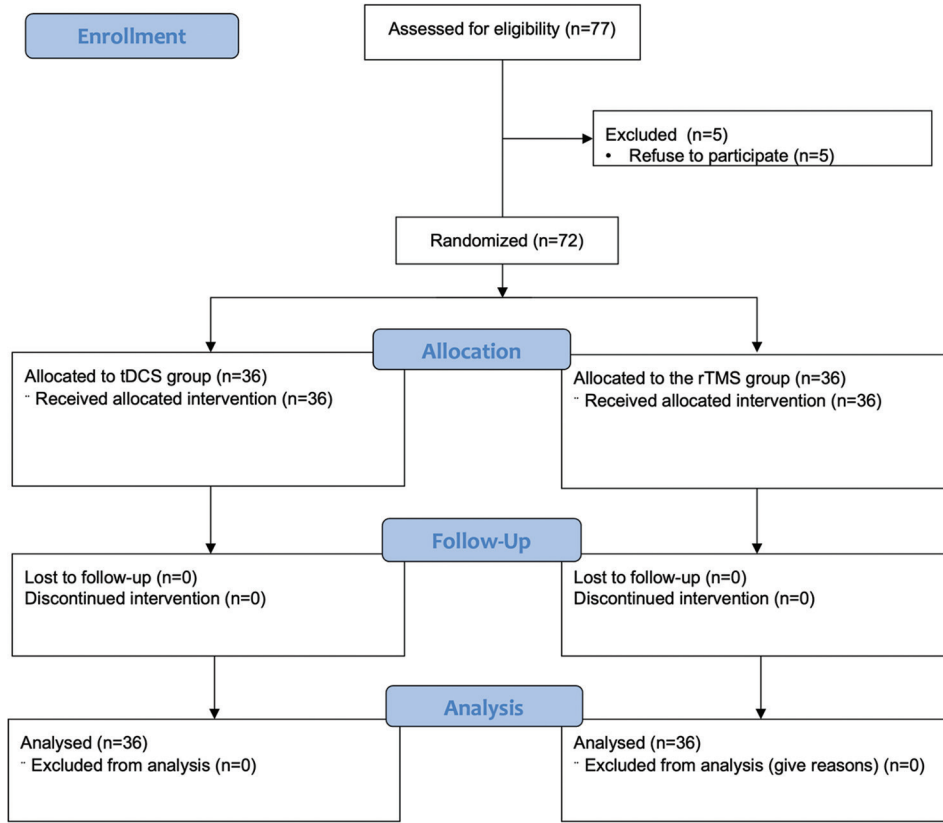 Enrollment
Assessed for eligibility (n=77)
Excluded (n=5)
• Refuse to participate (n=5)
Randomized (n=72)
Allocation
Allocated to tDCS group (n=36)
¨ Received allocated intervention (n=36)
Allocated to the rTMS group (n=36)
¨ Received allocated intervention (n=36)
Follow-Up
Lost to follow-up (n=0)
Discontinued intervention (n=0)
Lost to follow-up (n=0)
Discontinued intervention (n=0)
Analysis
Analysed (n=36)
¨ Excluded from analysis (n=0)
Analysed (n=36)
¨ Excluded from analysis (give reasons) (n=0)